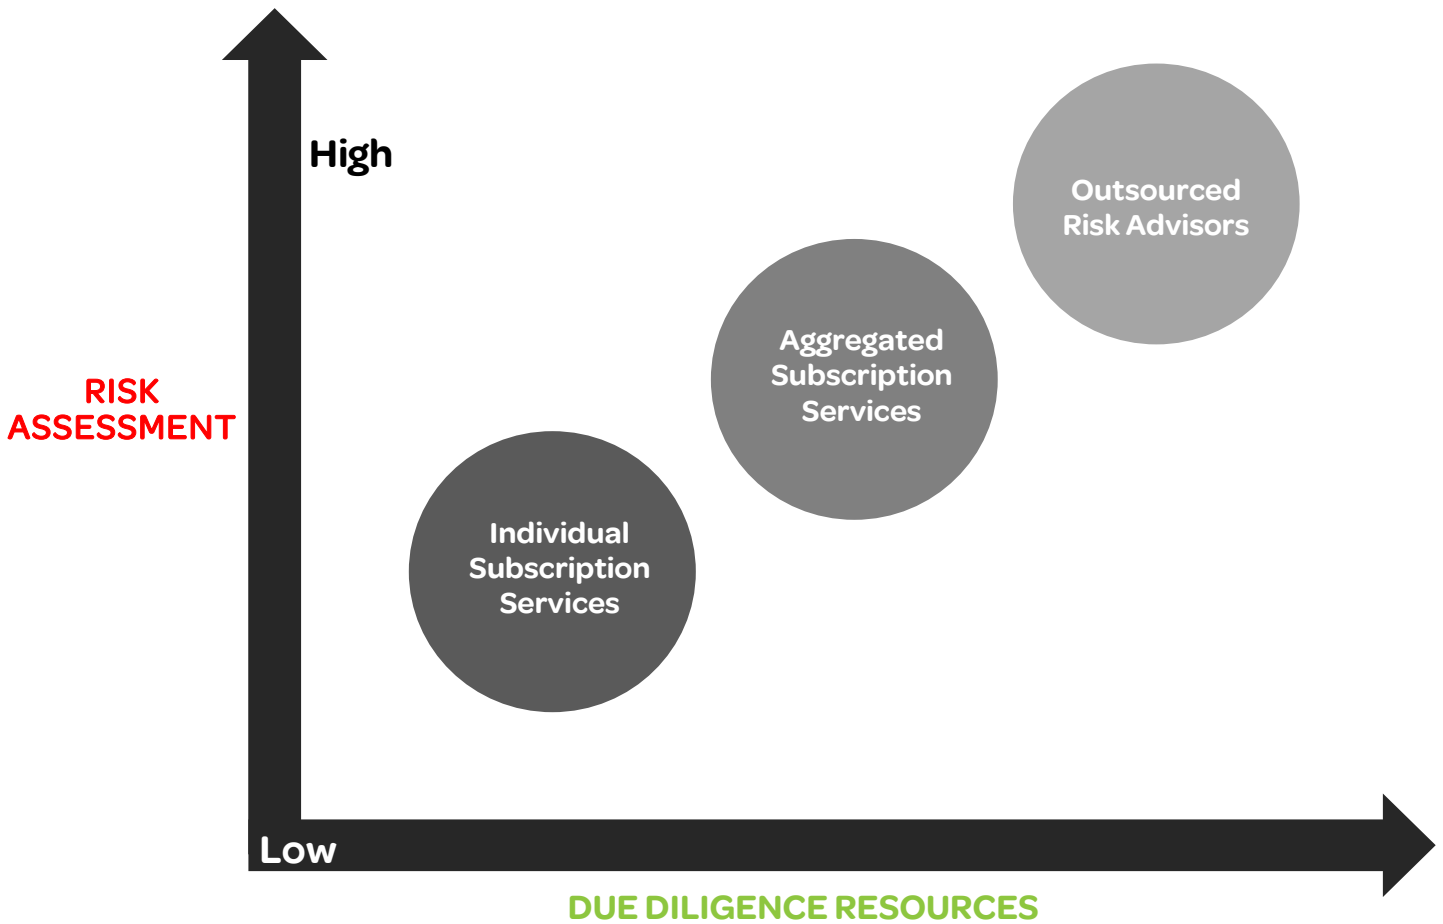 High
Outsourced
Risk Advisors
Aggregated
Subscription
Services
RISK
ASSESSMENT
Individual
Subscription
Services
Low
DUE DILIGENCE RESOURCES